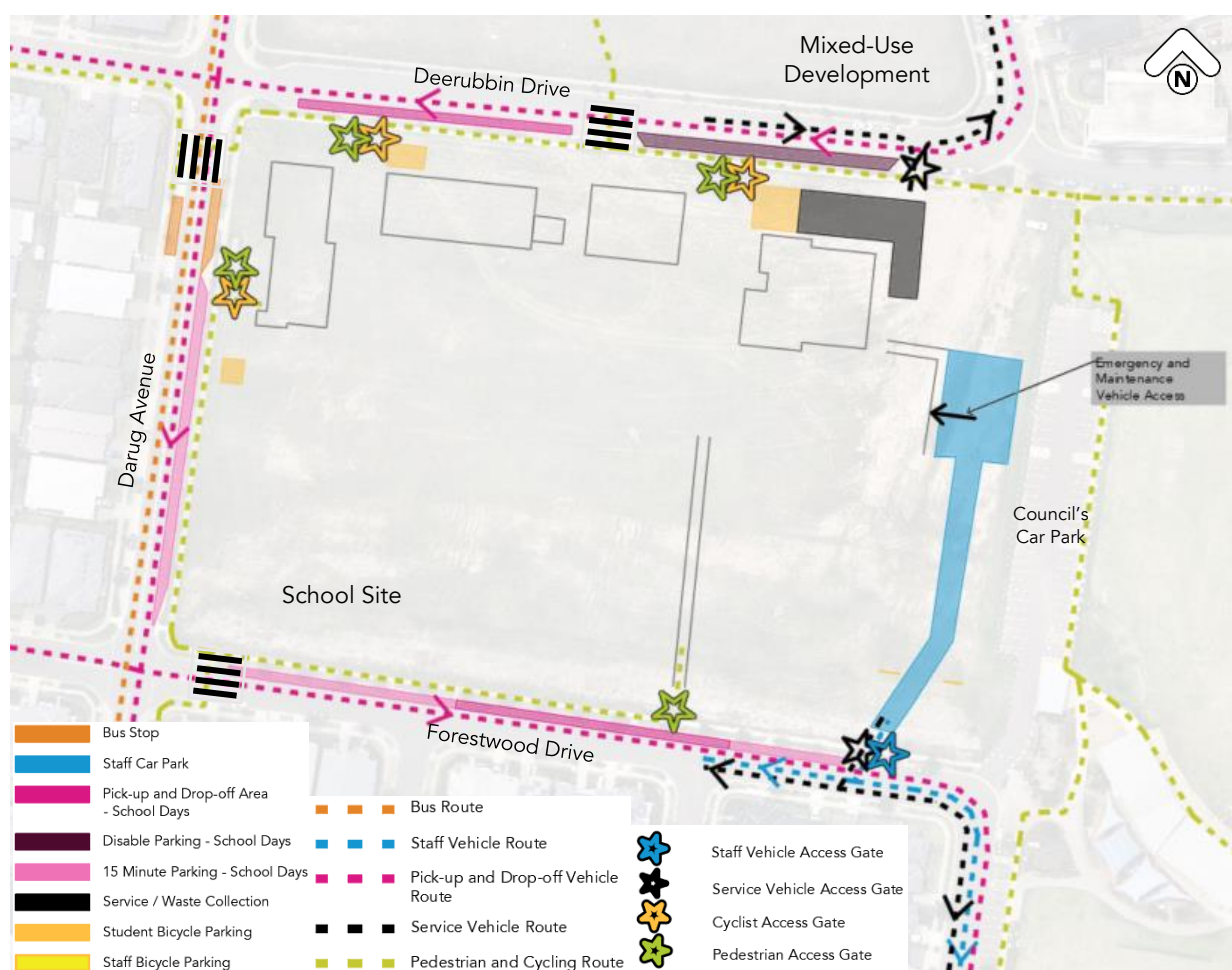 Mixed-Use
Development
N
Deerubbin Drive
Darug Avenue
Emergency and
Maintenance
Vehicle Access
Council's
Car Park
School Site
Forestwood Drive
Bus Stop
Staff Car Park
Pick-up and Drop-off Area
- School Days
Disable Parking - School Days
15 Minute Parking - School Days
Service / Waste Collection
Student Bicycle Parking
Staff Bicycle Parking
Bus Route
Staff Vehicle Route
Pick-up and Drop-off Vehicle
Route
Service Vehicle Route
Pedestrian and Cycling Route
Staff Vehicle Access Gate
Service Vehicle Access Gate
Cyclist Access Gate
Pedestrian Access Gate